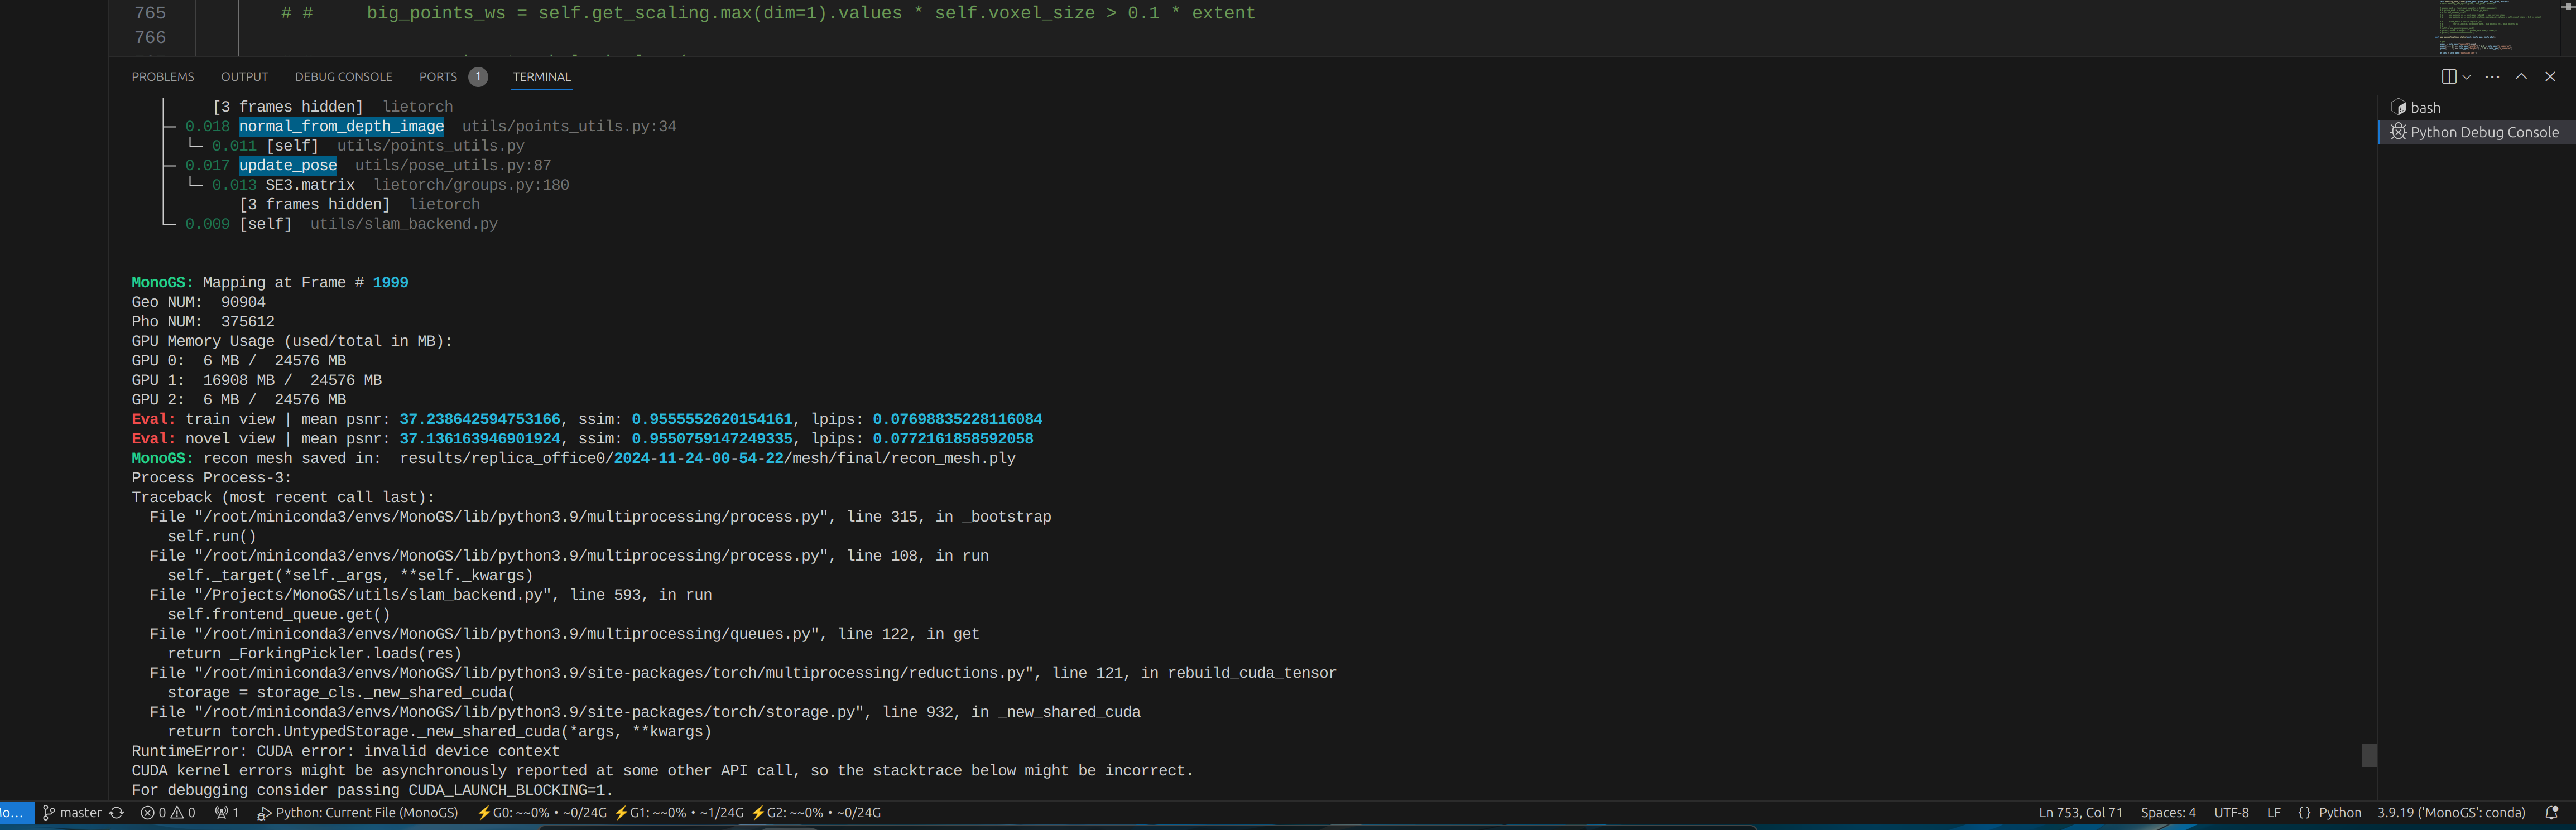 765 # # big_points_ws = self.get_scaling.max(dim=1).values * self.voxel_size > 0.1 * extent
766
PROBLEMS OUTPUT DEBUG CONSOLE PORTS 1 TERMINAL
[3 frames hidden] lietorch
0.018 normal_from_depth_image utils/points_utils.py:34
0.011 [self] utils/points_utils.py
0.017 update_pose utils/pose_utils.py:87
0.013 SE3.matrix lietorch/groups.py:180
[3 frames hidden] lietorch
0.009 [self] utils/slam_backend.py
MonoGS: Mapping at Frame # 1999
Geo NUM: 90904
Pho NUM: 375612
GPU Memory Usage (used/total in MB):
GPU 0: 6 MB / 24576 MB
GPU 1: 16908 MB / 24576 MB
GPU 2: 6 MB / 24576 MB
Eval: train view | mean psnr: 37.238642594753166, ssim: 0.9555552620154161, lpips: 0.07698835228116084
Eval: novel view | mean psnr: 37.136163946901924, ssim: 0.9550759147249335, lpips: 0.0772161858592058
MonoGS: recon mesh saved in: results/replica_office0/2024-11-24-00-54-22/mesh/final/recon_mesh.ply
Process Process-3:
Traceback (most recent call last):
File "/root/miniconda3/envs/MonoGS/lib/python3.9/multiprocessing/process.py", line 315, in _bootstrap
self.run()
File "/root/miniconda3/envs/MonoGS/lib/python3.9/multiprocessing/process.py", line 108, in run
self._target(*self._args, **self._kwargs)
File "/Projects/MonoGS/utils/slam_backend.py", line 593, in run
self.frontend_queue.get()
File "/root/miniconda3/envs/MonoGS/lib/python3.9/multiprocessing/queues.py", line 122, in get
return _ForkingPickler.loads(res)
File "/root/miniconda3/envs/MonoGS/lib/python3.9/site-packages/torch/multiprocessing/reductions.py", line 121, in rebuild_cuda_tensor
storage = storage_cls._new_shared_cuda(
File "/root/miniconda3/envs/MonoGS/lib/python3.9/site-packages/torch/storage.py", line 932, in _new_shared_cuda
return torch.UntypedStorage._new_shared_cuda(*args, **kwargs)
RuntimeError: CUDA error: invalid device context
CUDA kernel errors might be asynchronously reported at some other API call, so the stacktrace below might be incorrect.
For debugging consider passing CUDA_LAUNCH_BLOCKING=1.
bash
Python Debug Console
master 0 0 1 Python: Current File (MonoGS) ⚡G0: ~~0% • ~0/24G ⚡G1: ~~0% • ~1/24G ⚡G2: ~~0% • ~0/24G Ln 753, Col 71 Spaces: 4 UTF-8 LF {} Python 3.9.19 ('MonoGS': conda)